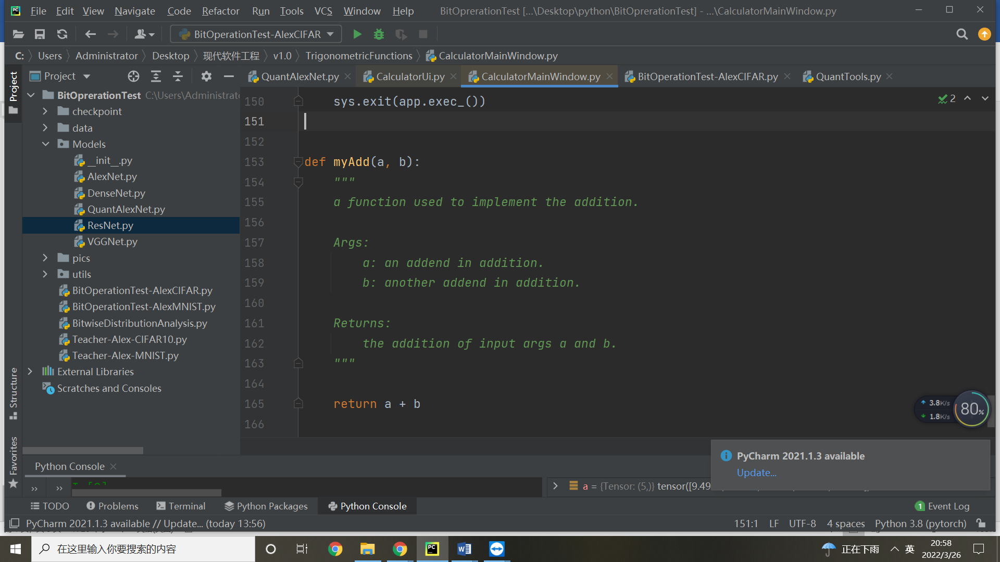 File Edit View Navigate Code Refactor Run Tools VCS Window Help BitOprerationTest [...\Desktop\python\BitOprerationTest] - ...\CalculatorMainWindow.py
BitOperationTest-AlexCIFAR
C: Users Administrator Desktop 现代软件工程 v1.0 TrigonometricFunctions CalculatorMainWindow.py
Project
Project
QuantAlexNet.py CalculatorUi.py CalculatorMainWindow.py BitOperationTest-AlexCIFAR.py QuantTools.py
BitOprerationTest C:\Users\Administrato
checkpoint
data
Models
__init__.py
AlexNet.py
DenseNet.py
QuantAlexNet.py
ResNet.py
VGGNet.py
pics
utils
BitOperationTest-AlexCIFAR.py
BitOperationTest-AlexMNIST.py
BitwiseDistributionAnalysis.py
Teacher-Alex-CIFAR10.py
Teacher-Alex-MNIST.py
External Libraries
Scratches and Consoles
Structure
Favorites
150 sys.exit(app.exec_())
151
152
153 def myAdd(a, b):
154 """
155 a function used to implement the addition.
156
157 Args:
158 a: an addend in addition.
159 b: another addend in addition.
160
161 Returns:
162 the addition of input args a and b.
163 """
164
165 return a + b
166
2
3.8K/s
1.8K/s
80%
PyCharm 2021.1.3 available
Update...
Python Console
a = {Tensor: (5,)} tensor([9.49
TODO Problems Terminal Python Packages Python Console 1 Event Log
PyCharm 2021.1.3 available // Update... (today 13:56) 151:1 LF UTF-8 4 spaces Python 3.8 (pytorch)
在这里输入你要搜索的内容
正在下雨 英 20:58
2022/3/26